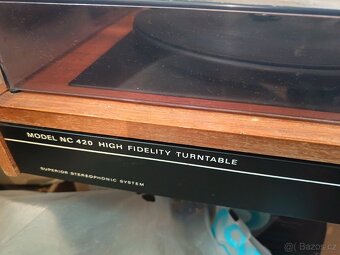 MODEL NC 420 HIGH FIDELITY TURNTABLE
SUPERIOR STEREOPHONIC SYSTEM
Bazos.cz